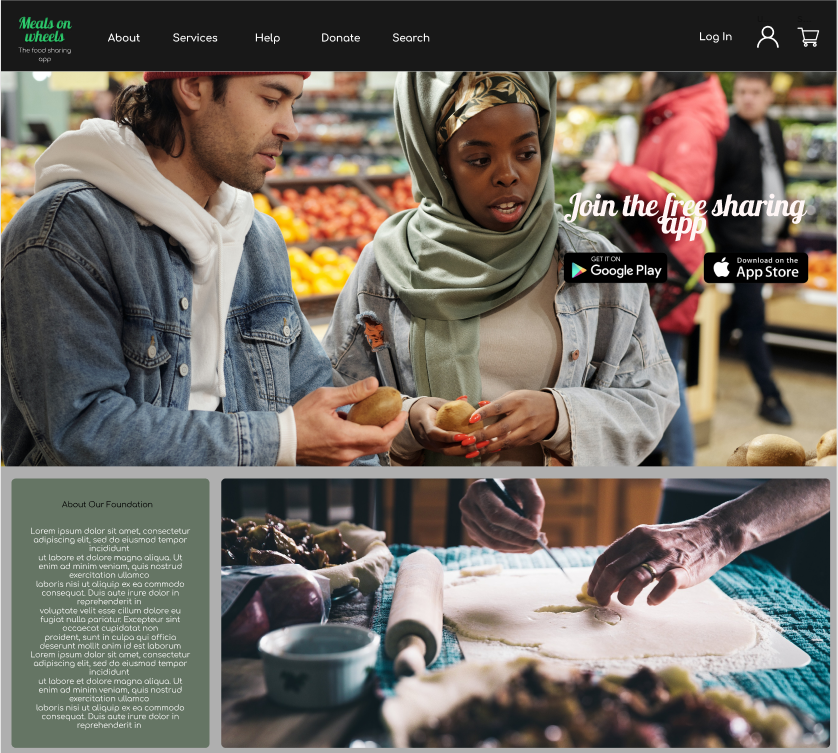 Meals on
wheels
The food sharing
app
About
Services
Help
Donate
Search
Log In
Join the free sharing
app
GET IT ON
Google Play
Download on the
App Store
About Our Foundation
Lorem ipsum dolor sit amet, consectetur
adipiscing elit, sed do eiusmod tempor
incididunt
ut labore et dolore magna aliqua. Ut
enim ad minim veniam, quis nostrud
exercitation ullamco
laboris nisi ut aliquip ex ea commodo
consequat. Duis aute irure dolor in
reprehenderit in
voluptate velit esse cillum dolore eu
fugiat nulla pariatur. Excepteur sint
occaecat cupidatat non
proident, sunt in culpa qui officia
deserunt mollit anim id est laborum
Lorem ipsum dolor sit amet, consectetur
adipiscing elit, sed do eiusmod tempor
incididunt
ut labore et dolore magna aliqua. Ut
enim ad minim veniam, quis nostrud
exercitation ullamco
laboris nisi ut aliquip ex ea commodo
consequat. Duis aute irure dolor in
reprehenderit in